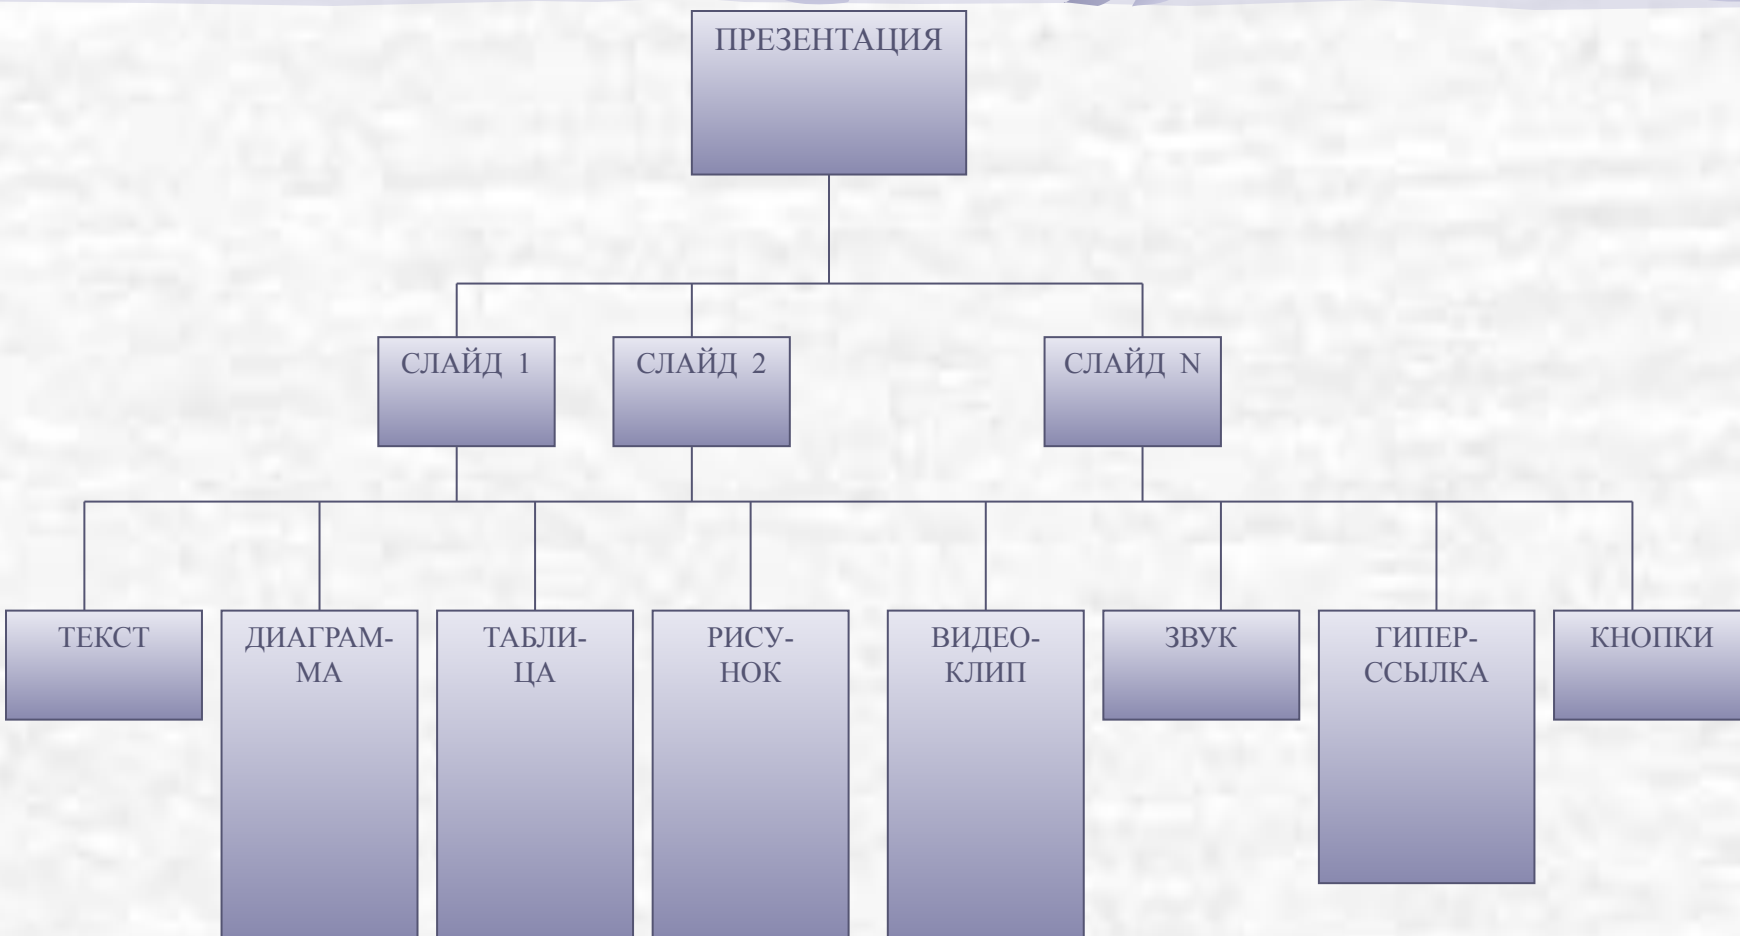 ПРЕЗЕНТАЦИЯ
СЛАЙД 1
СЛАЙД 2
СЛАЙД N
ТЕКСТ
ДИАГРАМ-
МА
ТАБЛИ-
ЦА
РИСУ-
НОК
ВИДЕО-
КЛИП
ЗВУК
ГИПЕР-
ССЫЛКА
КНОПКИ